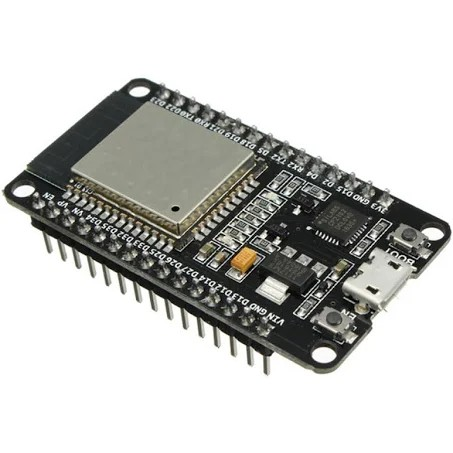 D23 D22 TX0 RX0 D21 D19 D18 D5 TX2 RX2 D4 D2 D15 GND 3V3
EN VP VN D34 D35 D32 D33 D25 D26 D27 D14 D12 D13 GND VIN
BOOT
EN